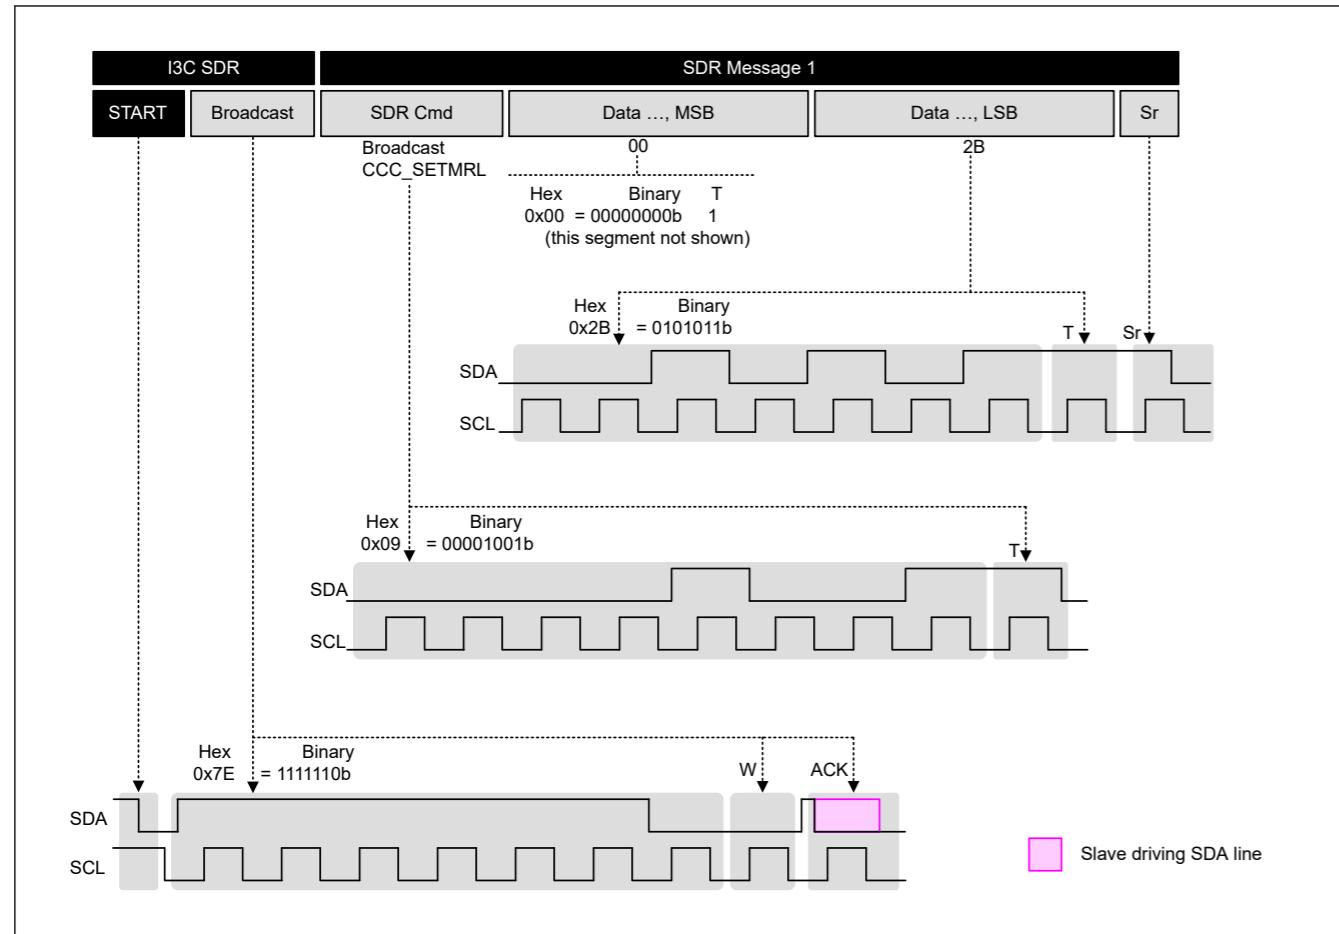 I3C SDR
SDR Message 1
START
Broadcast
SDR Cmd
Data ..., MSB
Data ..., LSB
Sr
Broadcast
CCC_SETMRL
00
2B
Hex Binary T
0x00 = 00000000b 1
(this segment not shown)
Hex Binary
0x2B = 0101011b
T
Sr
SDA
SCL
Hex Binary
0x09 = 00001001b
T
SDA
SCL
Hex Binary
0x7E = 1111110b
W
ACK
SDA
SCL
Slave driving SDA line